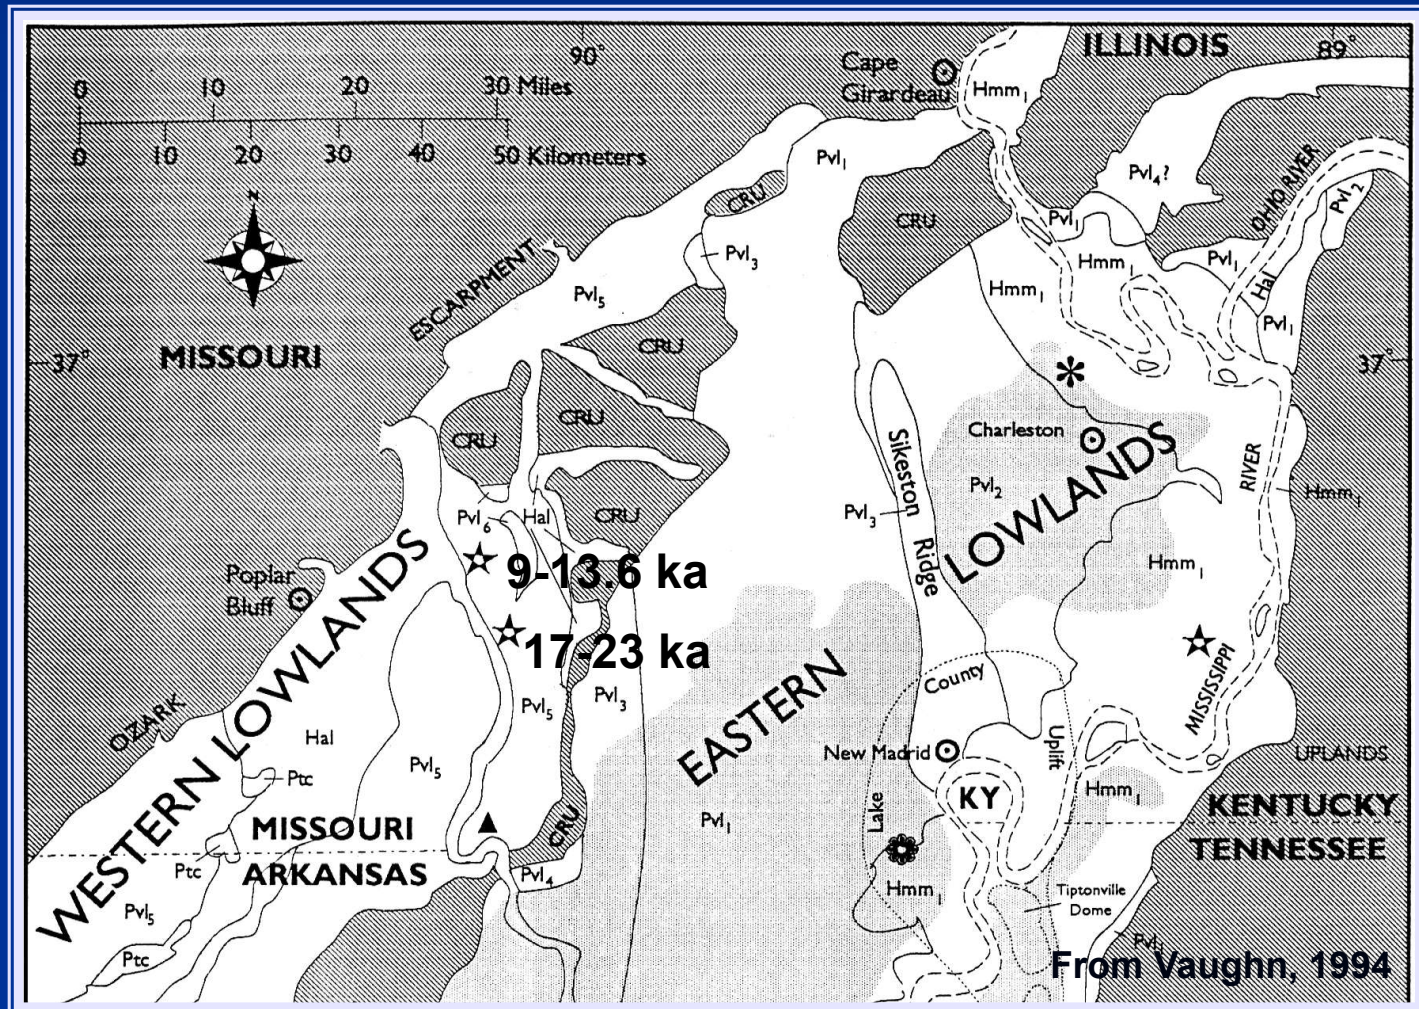 ILLINOIS
90°
89°
0 10 20 30 Miles
0 10 20 30 40 50 Kilometers
Cape
Girardeau
Hmm₁
N
Pvl₁
Pvl₄?
OHIO RIVER
Pvl₂
CRU
CRU
Pvl₁
Hmm₁
Pvl₁
Hal
Pvl₃
ESCARPMENT
Pvl₅
Hmm₁
Pvl₁
MISSOURI
37°
CRU
37°
CRU
CRU
Charleston
Sikeston
Ridge
Pvl₂
RIVER
Hmm₁
Pvl₃
LOWLANDS
Pvl₆
Hal
CRU
Hmm₁
9-13.6 ka
Poplar
Bluff
17-23 ka
WESTERN LOWLANDS
OZARK
Pvl₃
EASTERN
County
MISSISSIPPI
Pvl₅
Hal
Pvl₅
New Madrid
Uplift
UPLANDS
Ptc
Lake
KY
Hmm₁
KENTUCKY
TENNESSEE
Pvl₁
CRU
MISSOURI
ARKANSAS
Ptc
Pvl₄
Hmm₁
Tiptonville
Dome
Pvl₅
Ptc
Pvl₁
From Vaughn, 1994